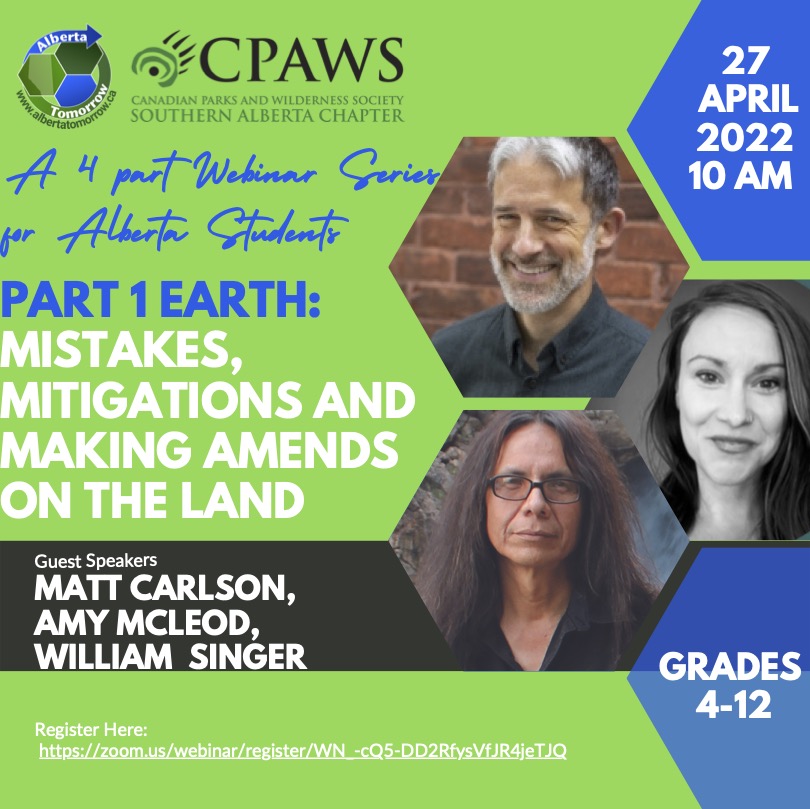 Alberta
Tomorrow
www.albertatomorrow.ca
CPAWS
CANADIAN PARKS AND WILDERNESS SOCIETY
SOUTHERN ALBERTA CHAPTER
27
APRIL
2022
10 AM
A 4 part Webinar Series
for Alberta Students
PART 1 EARTH:
MISTAKES,
MITIGATIONS AND
MAKING AMENDS
ON THE LAND
Guest Speakers
MATT CARLSON,
AMY MCLEOD,
WILLIAM SINGER
GRADES
4-12
Register Here:
https://zoom.us/webinar/register/WN_-cQ5-DD2RfysVfJR4jeTJQ